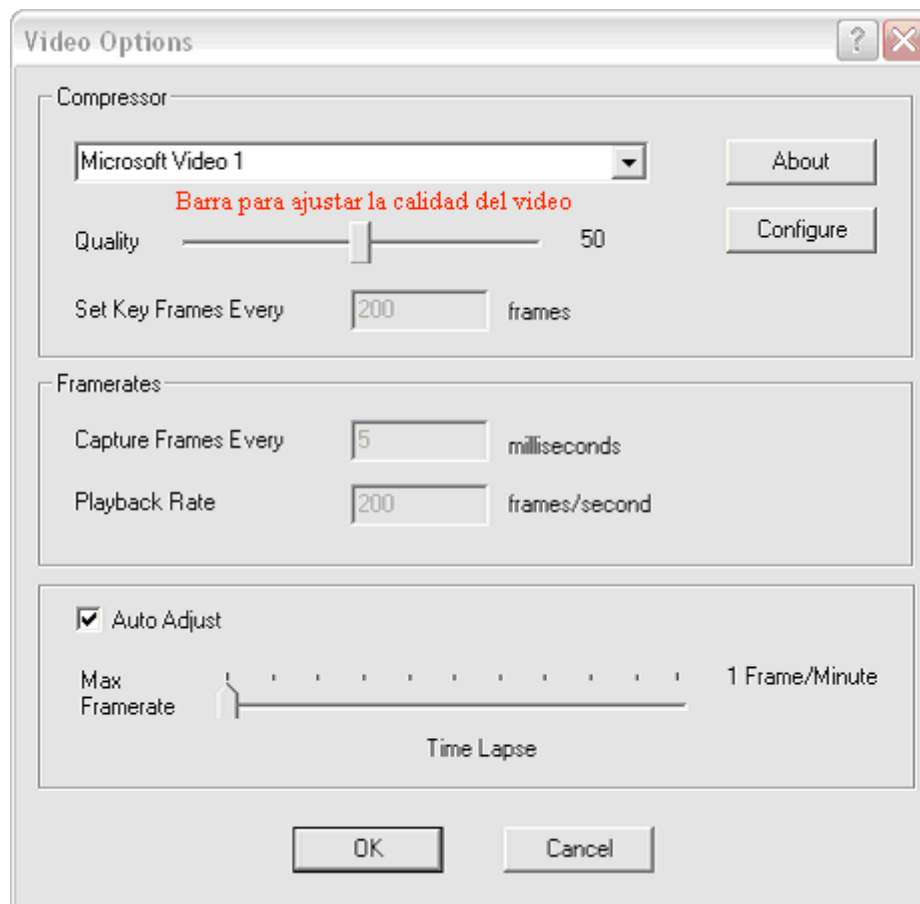 Video Options
Compressor
Microsoft Video 1
About
Barra para ajustar la calidad del video
Quality
50
Configure
Set Key Frames Every
200
frames
Framerates
Capture Frames Every
5
milliseconds
Playback Rate
200
frames/second
Auto Adjust
Max
Framerate
1 Frame/Minute
Time Lapse
OK
Cancel